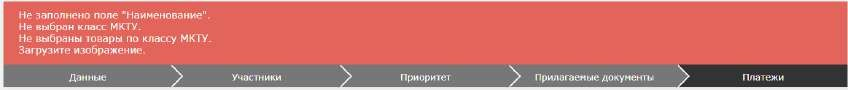 Не заполнено поле "Наименование".
Не выбран класс МКТУ.
Не выбраны товары по классу МКТУ.
Загрузите изображение.
Данные Участники Приоритет Прилагаемые документы Платежи